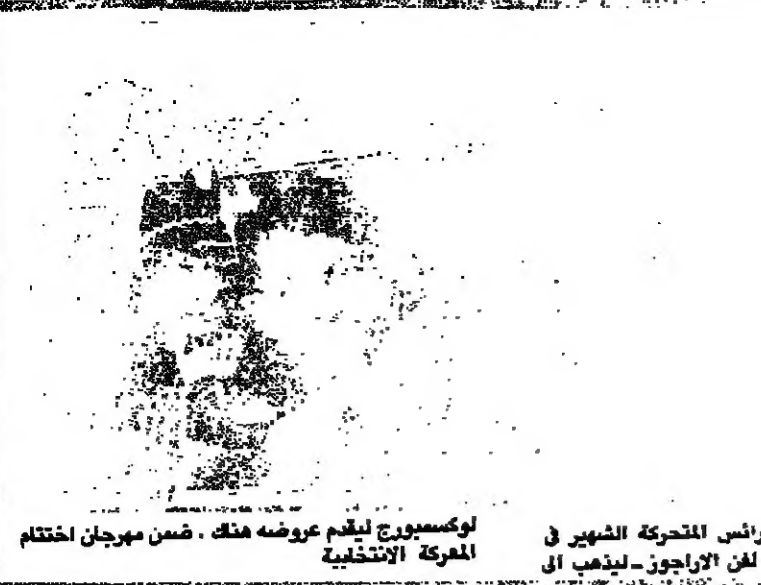 رائس المتحركة الشهير في
لفن الاراجوز ـ ليذهب الى
لوكسمبورج ليقدم عروضه هناك . ضمن مهرجان اختتام
المعركة الانتخابية